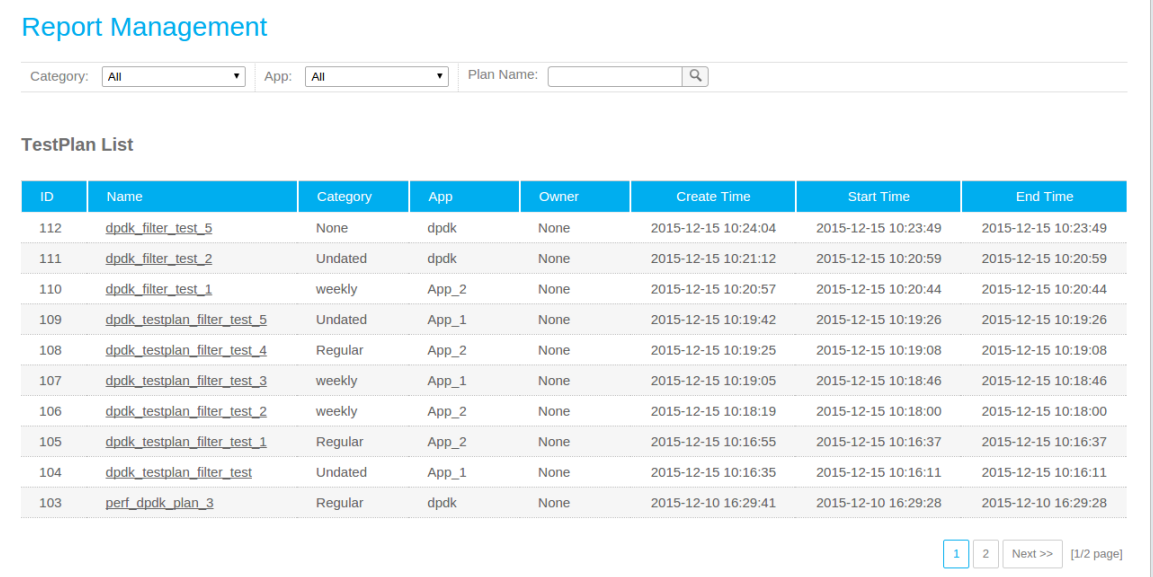 Report Management
Category: All App: All Plan Name:
TestPlan List
ID Name Category App Owner Create Time Start Time End Time
112 dpdk_filter_test_5 None dpdk None 2015-12-15 10:24:04 2015-12-15 10:23:49 2015-12-15 10:23:49
111 dpdk_filter_test_2 Undated dpdk None 2015-12-15 10:21:12 2015-12-15 10:20:59 2015-12-15 10:20:59
110 dpdk_filter_test_1 weekly App_2 None 2015-12-15 10:20:57 2015-12-15 10:20:44 2015-12-15 10:20:44
109 dpdk_testplan_filter_test_5 Undated App_1 None 2015-12-15 10:19:42 2015-12-15 10:19:26 2015-12-15 10:19:26
108 dpdk_testplan_filter_test_4 Regular App_2 None 2015-12-15 10:19:25 2015-12-15 10:19:08 2015-12-15 10:19:08
107 dpdk_testplan_filter_test_3 weekly App_1 None 2015-12-15 10:19:05 2015-12-15 10:18:46 2015-12-15 10:18:46
106 dpdk_testplan_filter_test_2 weekly App_2 None 2015-12-15 10:18:19 2015-12-15 10:18:00 2015-12-15 10:18:00
105 dpdk_testplan_filter_test_1 Regular App_2 None 2015-12-15 10:16:55 2015-12-15 10:16:37 2015-12-15 10:16:37
104 dpdk_testplan_filter_test Undated App_1 None 2015-12-15 10:16:35 2015-12-15 10:16:11 2015-12-15 10:16:11
103 perf_dpdk_plan_3 Regular dpdk None 2015-12-10 16:29:41 2015-12-10 16:29:28 2015-12-10 16:29:28
1 2 Next >> [1/2 page]